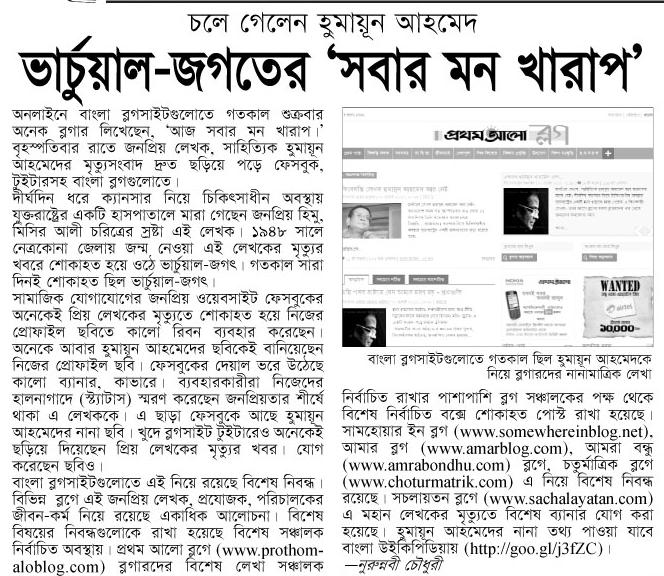 চলে গেলেন হুমায়ূন আহমেদ
ভার্চুয়াল-জগতের ‘সবার মন খারাপ’
অনলাইনে বাংলা ব্লগসাইটগুলোতে গতকাল শুক্রবার
অনেক ব্লগার লিখেছেন, ‘আজ সবার মন খারাপ।’
বৃহস্পতিবার রাতে জনপ্রিয় লেখক, সাহিত্যিক হুমায়ূন
আহমেদের মৃত্যুসংবাদ দ্রুত ছড়িয়ে পড়ে ফেসবুক,
টুইটারসহ বাংলা ব্লগগুলোতে।
দীর্ঘদিন ধরে ক্যানসার নিয়ে চিকিৎসাধীন অবস্থায়
যুক্তরাষ্ট্রের একটি হাসপাতালে মারা গেছেন জনপ্রিয় হিমু,
মিসির আলী চরিত্রের স্রষ্টা এই লেখক। ১৯৪৮ সালে
নেত্রকোনা জেলায় জন্ম নেওয়া এই লেখকের মৃত্যুর
খবরে শোকাহত হয়ে ওঠে ভার্চুয়াল-জগৎ। গতকাল সারা
দিনই শোকাহত ছিল ভার্চুয়াল-জগৎ।
সামাজিক যোগাযোগের জনপ্রিয় ওয়েবসাইট ফেসবুকের
অনেকেই প্রিয় লেখকের মৃত্যুতে শোকাহত হয়ে নিজের
প্রোফাইল ছবিতে কালো রিবন ব্যবহার করেছেন।
অনেকে আবার হুমায়ূন আহমেদের ছবিকেই বানিয়েছেন
নিজের প্রোফাইল ছবি। ফেসবুকের দেয়াল ভরে উঠেছে
কালো ব্যানার, কাভারে। ব্যবহারকারীরা নিজেদের
হালনাগাদে (স্ট্যাটাস) স্মরণ করেছেন জনপ্রিয়তার শীর্ষে
থাকা এ লেখককে। এ ছাড়া ফেসবুকে আছে হুমায়ূন
আহমেদের নানা ছবি। খুদে ব্লগসাইট টুইটারেও অনেকেই
ছড়িয়ে দিয়েছেন প্রিয় লেখকের মৃত্যুর খবর। যোগ
করেছেন ছবিও।
বাংলা ব্লগসাইটগুলোতে এই নিয়ে রয়েছে বিশেষ নিবন্ধ।
বিভিন্ন ব্লগে এই জনপ্রিয় লেখক, প্রযোজক, পরিচালকের
জীবন-কর্ম নিয়ে রয়েছে একাধিক আলোচনা। বিশেষ
বিষয়ের নিবন্ধগুলোকে রাখা হয়েছে বিশেষ সঞ্চালক
নির্বাচিত অবস্থায়। প্রথম আলো ব্লগে (www.prothom-
aloblog.com) ব্লগারদের বিশেষ লেখা সঞ্চালক
প্রথম আলো ব্লগ
NOKIA
WANTED
airtel
30,000
বাংলা ব্লগসাইটগুলোতে গতকাল ছিল হুমায়ূন আহমেদকে
নিয়ে ব্লগারদের নানামাত্রিক লেখা
নির্বাচিত রাখার পাশাপাশি ব্লগ সঞ্চালকের পক্ষ থেকে
বিশেষ নির্বাচিত বক্সে শোকাহত পোস্ট রাখা হয়েছে।
সামহোয়ার ইন ব্লগ (www.somewhereinblog.net),
আমার ব্লগ (www.amarblog.com), আমরা বন্ধু
(www.amrabondhu.com) ব্লগে, চতুর্মাত্রিক ব্লগে
(www.choturmatrik.com) এ নিয়ে বিশেষ নিবন্ধ
রয়েছে। সচলায়তন ব্লগে (www.sachalayatan.com)
এ মহান লেখকের মৃত্যুতে বিশেষ ব্যানার যোগ করা
হয়েছে। হুমায়ূন আহমেদের নানা তথ্য পাওয়া যাবে
বাংলা উইকিপিডিয়ায় (http://goo.gl/j3fZC)।
—নুরুন্নবী চৌধুরী